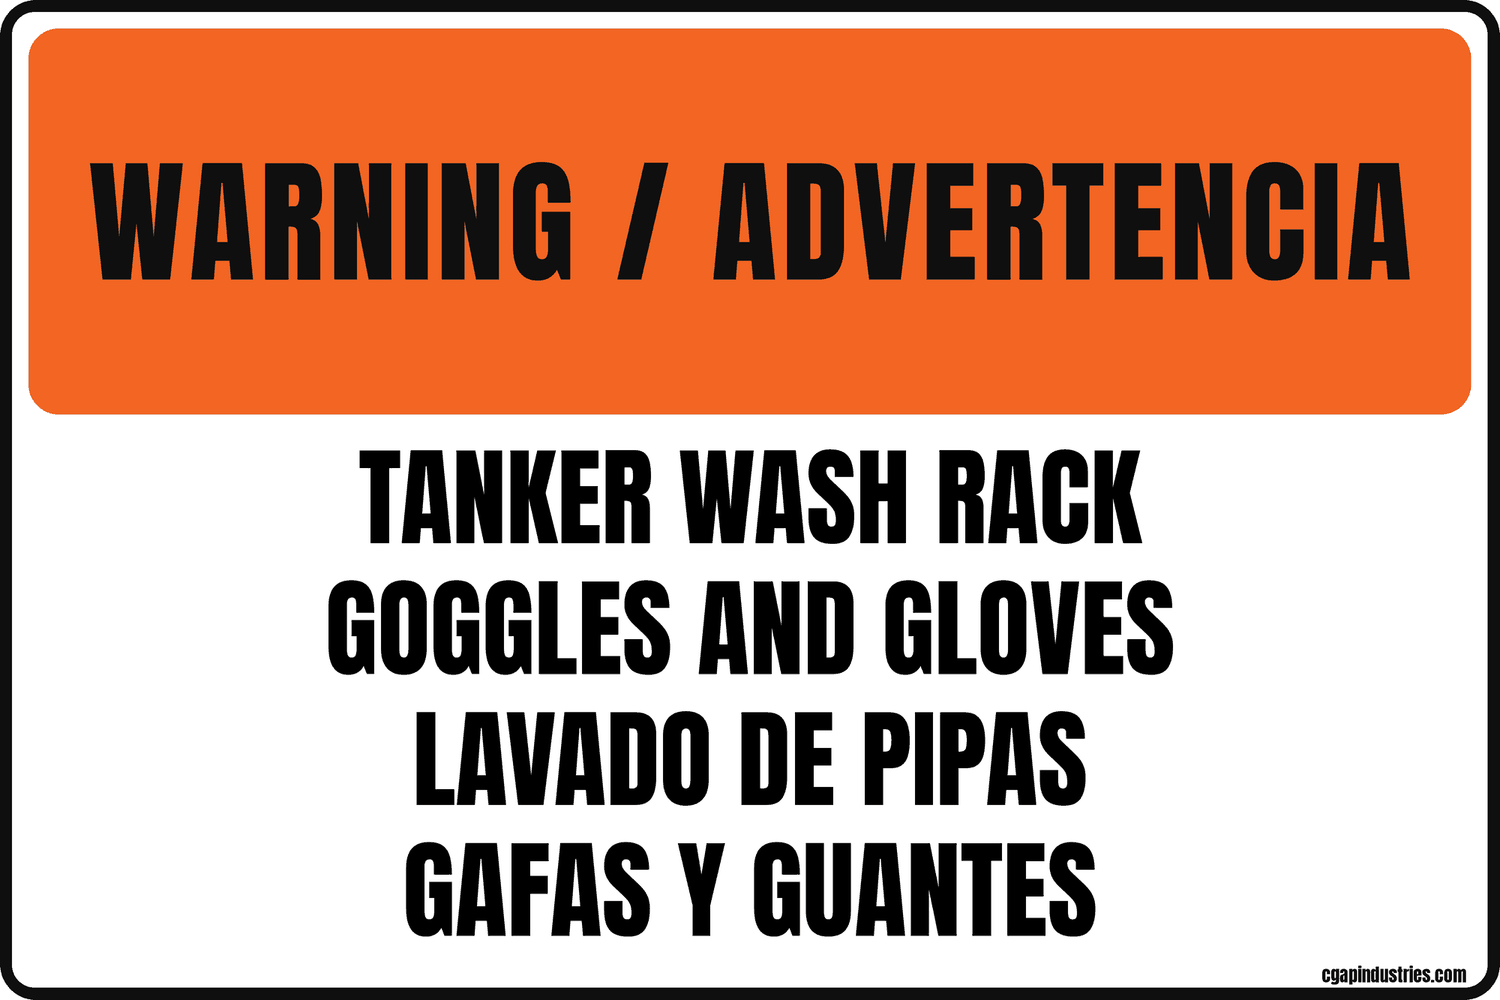 WARNING / ADVERTENCIA
TANKER WASH RACK
GOGGLES AND GLOVES
LAVADO DE PIPAS
GAFAS Y GUANTES
cgapindustries.com